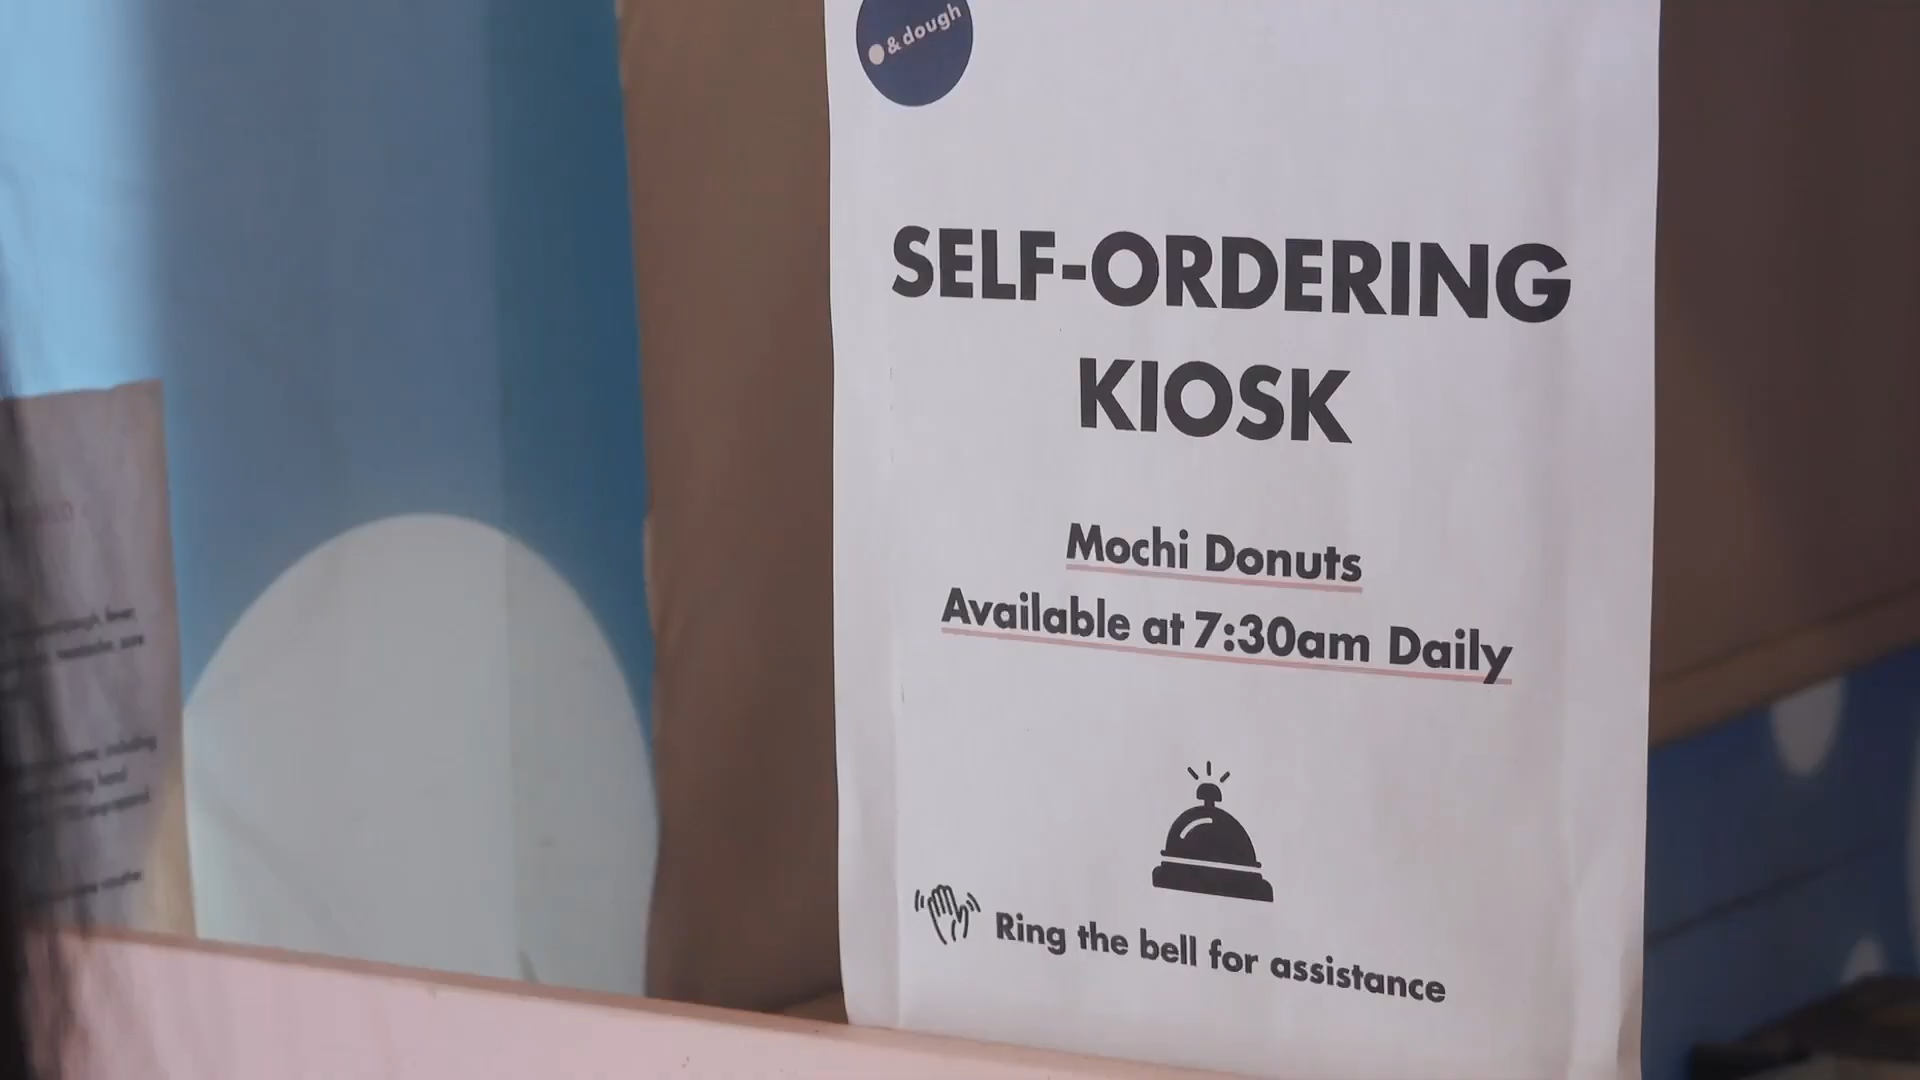 & dough
SELF-ORDERING
KIOSK
Mochi Donuts
Available at 7:30am Daily
Ring the bell for assistance